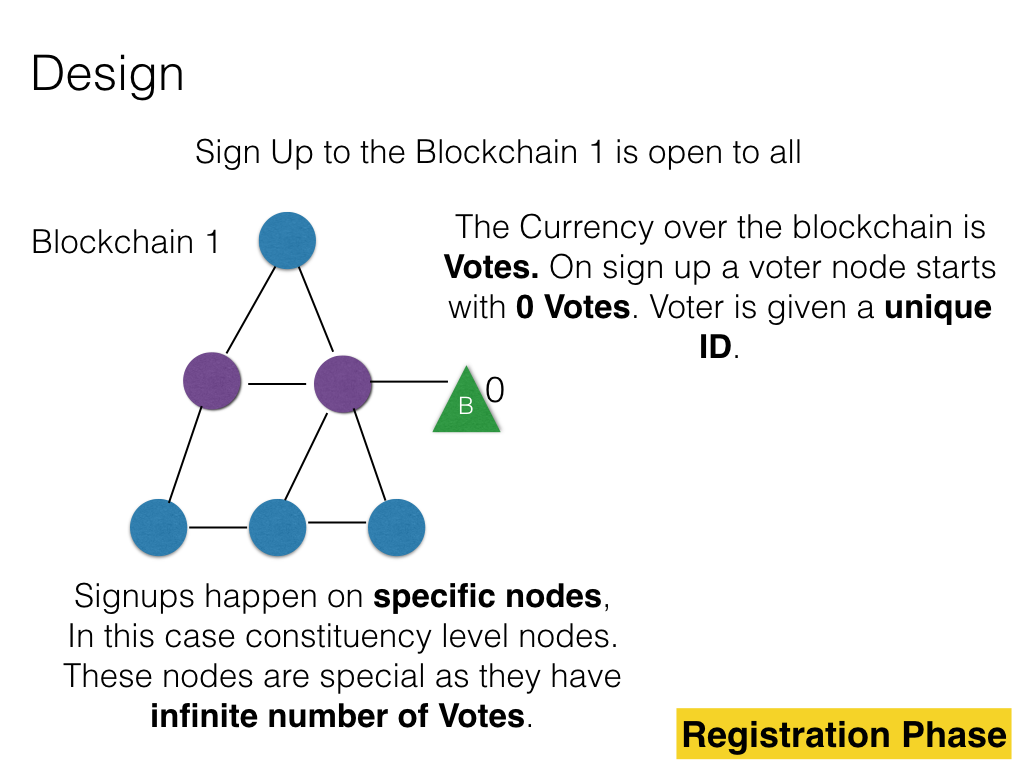 Design
Sign Up to the Blockchain 1 is open to all
Blockchain 1
The Currency over the blockchain is
Votes. On sign up a voter node starts
with 0 Votes. Voter is given a unique
ID.
B
0
Signups happen on specific nodes,
In this case constituency level nodes.
These nodes are special as they have
infinite number of Votes.
Registration Phase